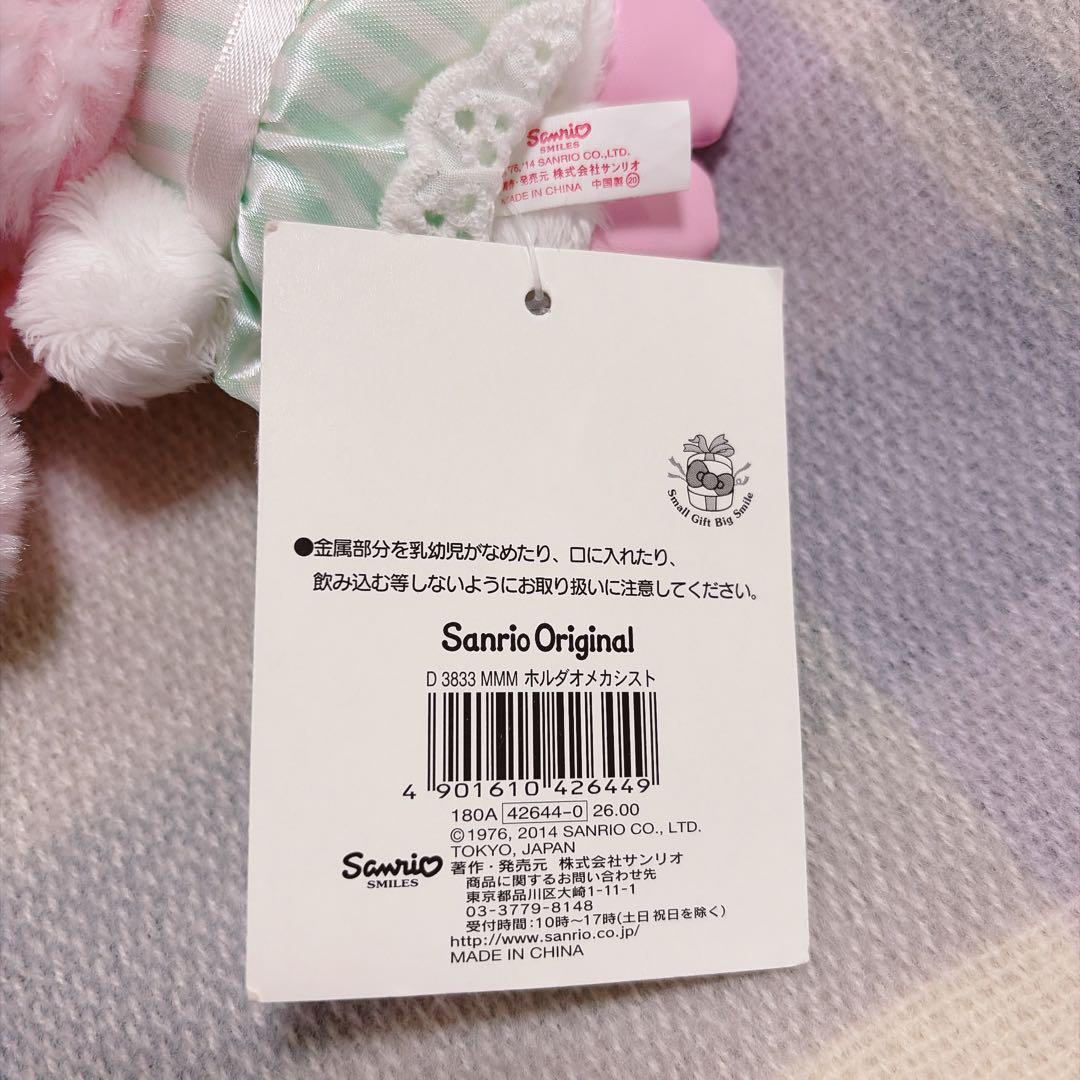 Sanrio
SMILES
'76, '14 SANRIO CO.,LTD.
作・発売元 株式会社サンリオ
MADE IN CHINA 中国製 ⑳
Small Gift Big Smile
●金属部分を乳幼児がなめたり、口に入れたり、
飲み込む等しないようにお取り扱いに注意してください。
Sanrio Original
D 3833 MMM ホルダオメカシスト
4 901610 426449
180A 42644-0 26.00
©1976, 2014 SANRIO CO., LTD.
TOKYO, JAPAN
Sanrio
SMILES
著作・発売元 株式会社サンリオ
商品に関するお問い合わせ先
東京都品川区大崎1-11-1
03-3779-8148
受付時間:10時～17時(土日祝日を除く)
http://www.sanrio.co.jp/
MADE IN CHINA